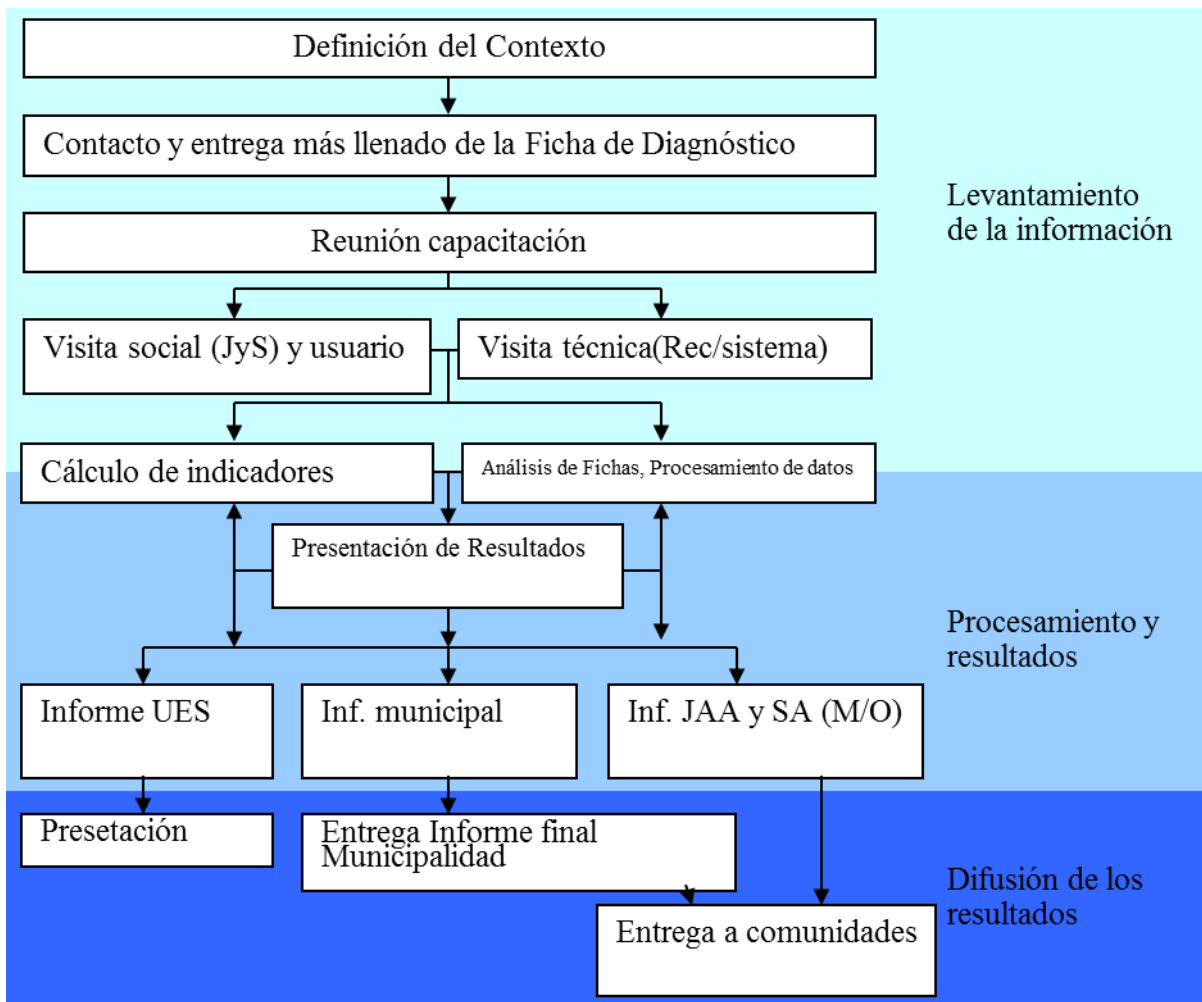 Definición del Contexto
Contacto y entrega más llenado de la Ficha de Diagnóstico
Levantamiento
de la información
Reunión capacitación
Visita social (JyS) y usuario
Visita técnica(Rec/sistema)
Cálculo de indicadores
Análisis de Fichas, Procesamiento de datos
Presentación de Resultados
Procesamiento y
resultados
Informe UES
Inf. municipal
Inf. JAA y SA (M/O)
Presetación
Entrega Informe final
Municipalidad
Difusión de los
resultados
Entrega a comunidades